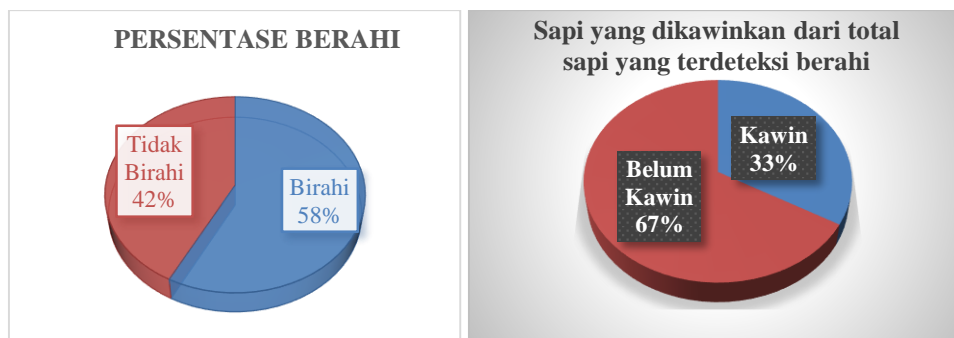 PERSENTASE BERAHI
Tidak
Birahi
42%
Birahi
58%
Sapi yang dikawinkan dari total
sapi yang terdeteksi berahi
Kawin
33%
Belum
Kawin
67%